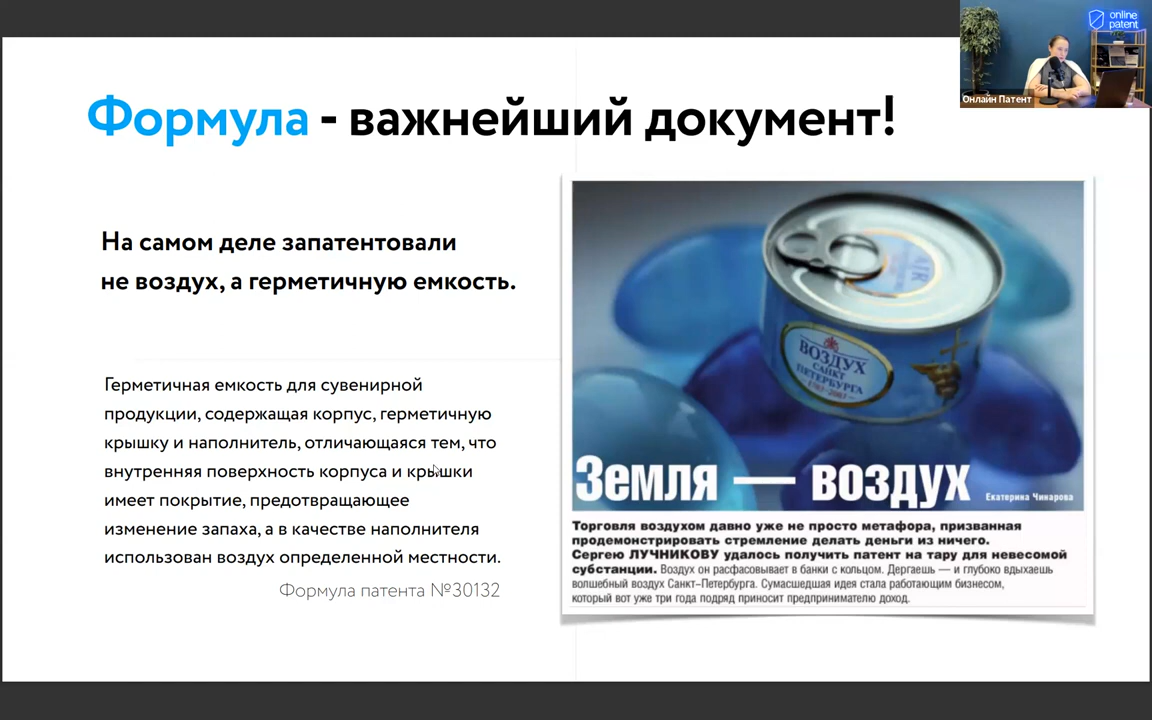 online
patent
Онлайн Патент
Формула - важнейший документ!
На самом деле запатентовали
не воздух, а герметичную емкость.
Герметичная емкость для сувенирной
продукции, содержащая корпус, герметичную
крышку и наполнитель, отличающаяся тем, что
внутренняя поверхность корпуса и крышки
имеет покрытие, предотвращающее
изменение запаха, а в качестве наполнителя
использован воздух определенной местности.
Формула патента №30132
AIR
ВОЗДУХ
САНКТ
ПЕТЕРБУРГА
Земля — воздух
Екатерина Чинарова
Торговля воздухом давно уже не просто метафора, призванная
продемонстрировать стремление делать деньги из ничего.
Сергею ЛУЧНИКОВУ удалось получить патент на тару для невесомой
субстанции. Воздух он расфасовывает в банки с кольцом. Дергаешь — и глубоко вдыхаешь
волшебный воздух Санкт-Петербурга. Сумасшедшая идея стала работающим бизнесом,
который вот уже три года подряд приносит предпринимателю доход.